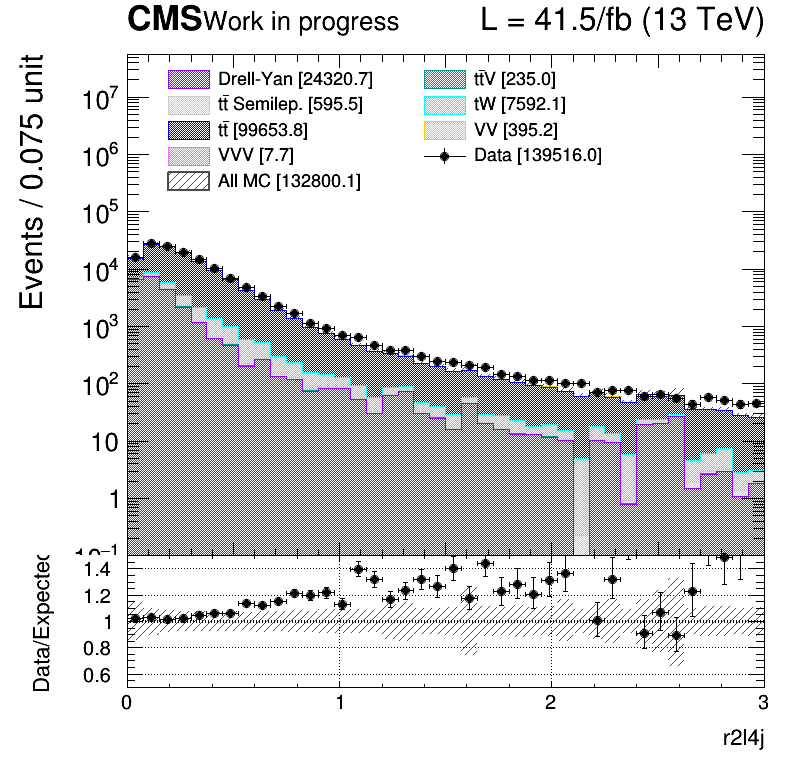 CMS Work in progress L = 41.5/fb (13 TeV)
Drell-Yan [24320.7] tt̄V [235.0]
tt̄ Semilep. [595.5] tW [7592.1]
tt̄ [99653.8] VV [395.2]
VVV [7.7] Data [139516.0]
All MC [132800.1]
Events / 0.075 unit
10⁷
10⁶
10⁵
10⁴
10³
10²
10
1
10⁻¹
Data/Expected
1.4
1.2
1
0.8
0.6
0 1 2 3
r2l4j